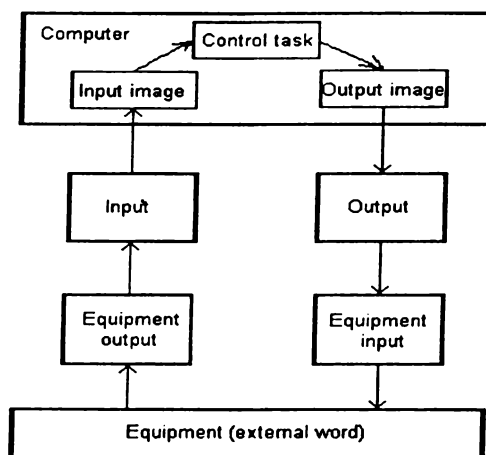 Computer
Control task
Input image
Output image
Input
Output
Equipment
output
Equipment
input
Equipment (external word)